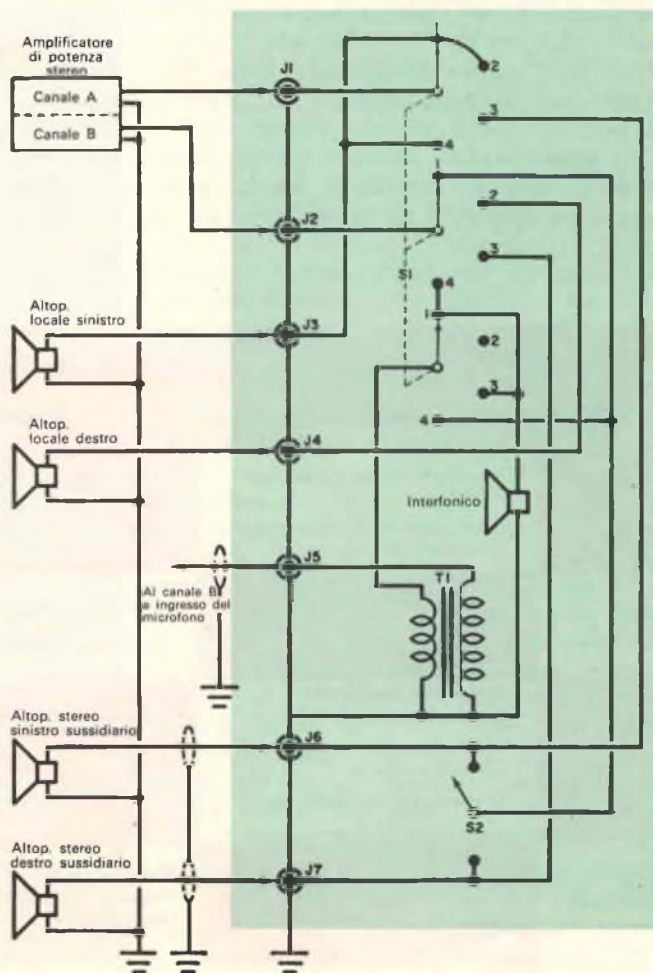 Amplificatore
di potenza
stereo
Canale A
Canale B
J1
2
3
4
J2
2
S1
3
4
Altop.
locale sinistro
J3
1
2
3
Altop.
locale destro
J4
4
Interfonico
J5
T1
Al canale B
e ingresso del
microfono
Altop. stereo
sinistro sussidiario
J6
S2
Altop. stereo
destro sussidiario
J7